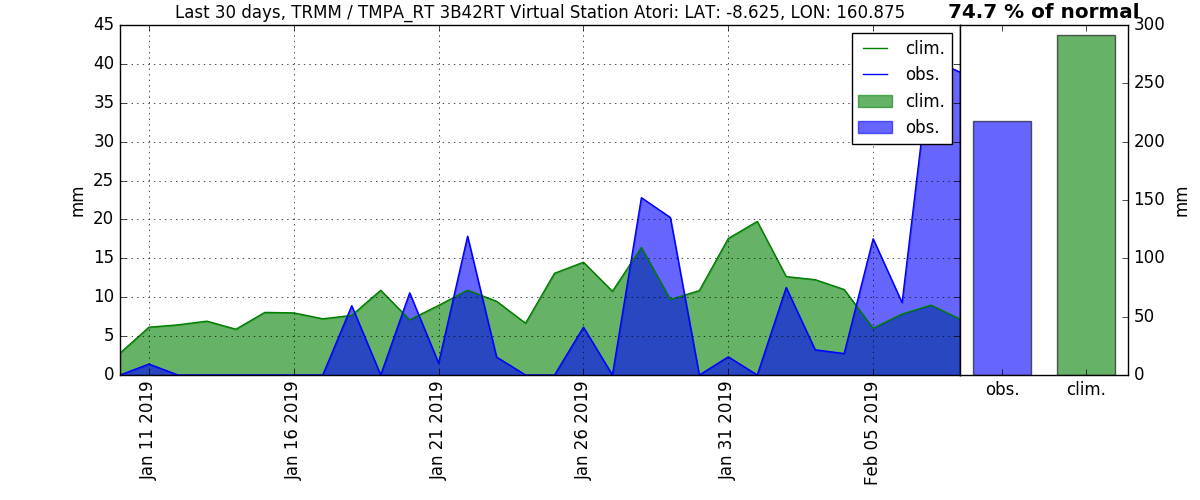 Last 30 days, TRMM / TMPA_RT 3B42RT Virtual Station Atori: LAT: -8.625, LON: 160.875
74.7 % of normal
45
40
35
30
25
20
15
10
5
0
mm
clim.
obs.
clim.
obs.
300
250
200
150
100
50
0
mm
Jan 11 2019
Jan 16 2019
Jan 21 2019
Jan 26 2019
Jan 31 2019
Feb 05 2019
obs.
clim.